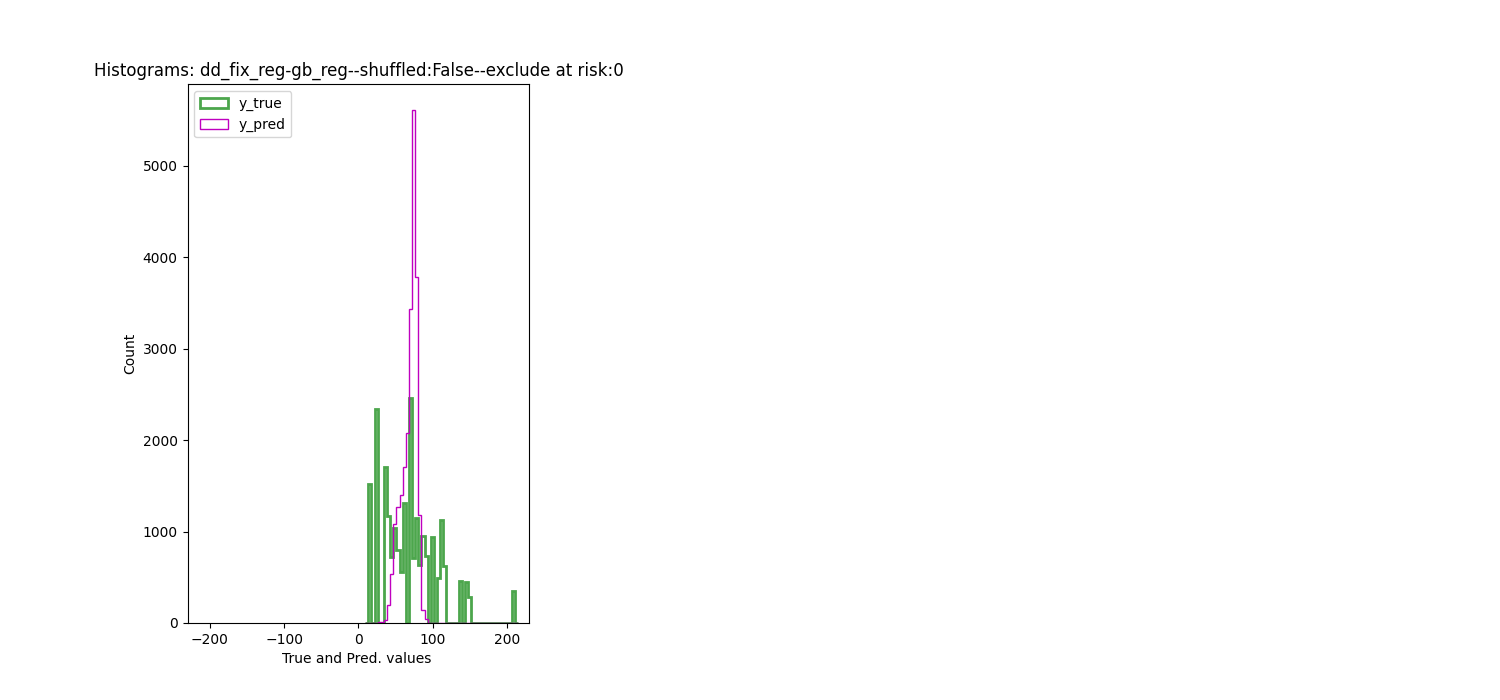 Histograms: dd_fix_reg-gb_reg--shuffled:False--exclude at risk:0
y_true
y_pred
5000
4000
3000
2000
1000
0
Count
−200 −100 0 100 200
True and Pred. values